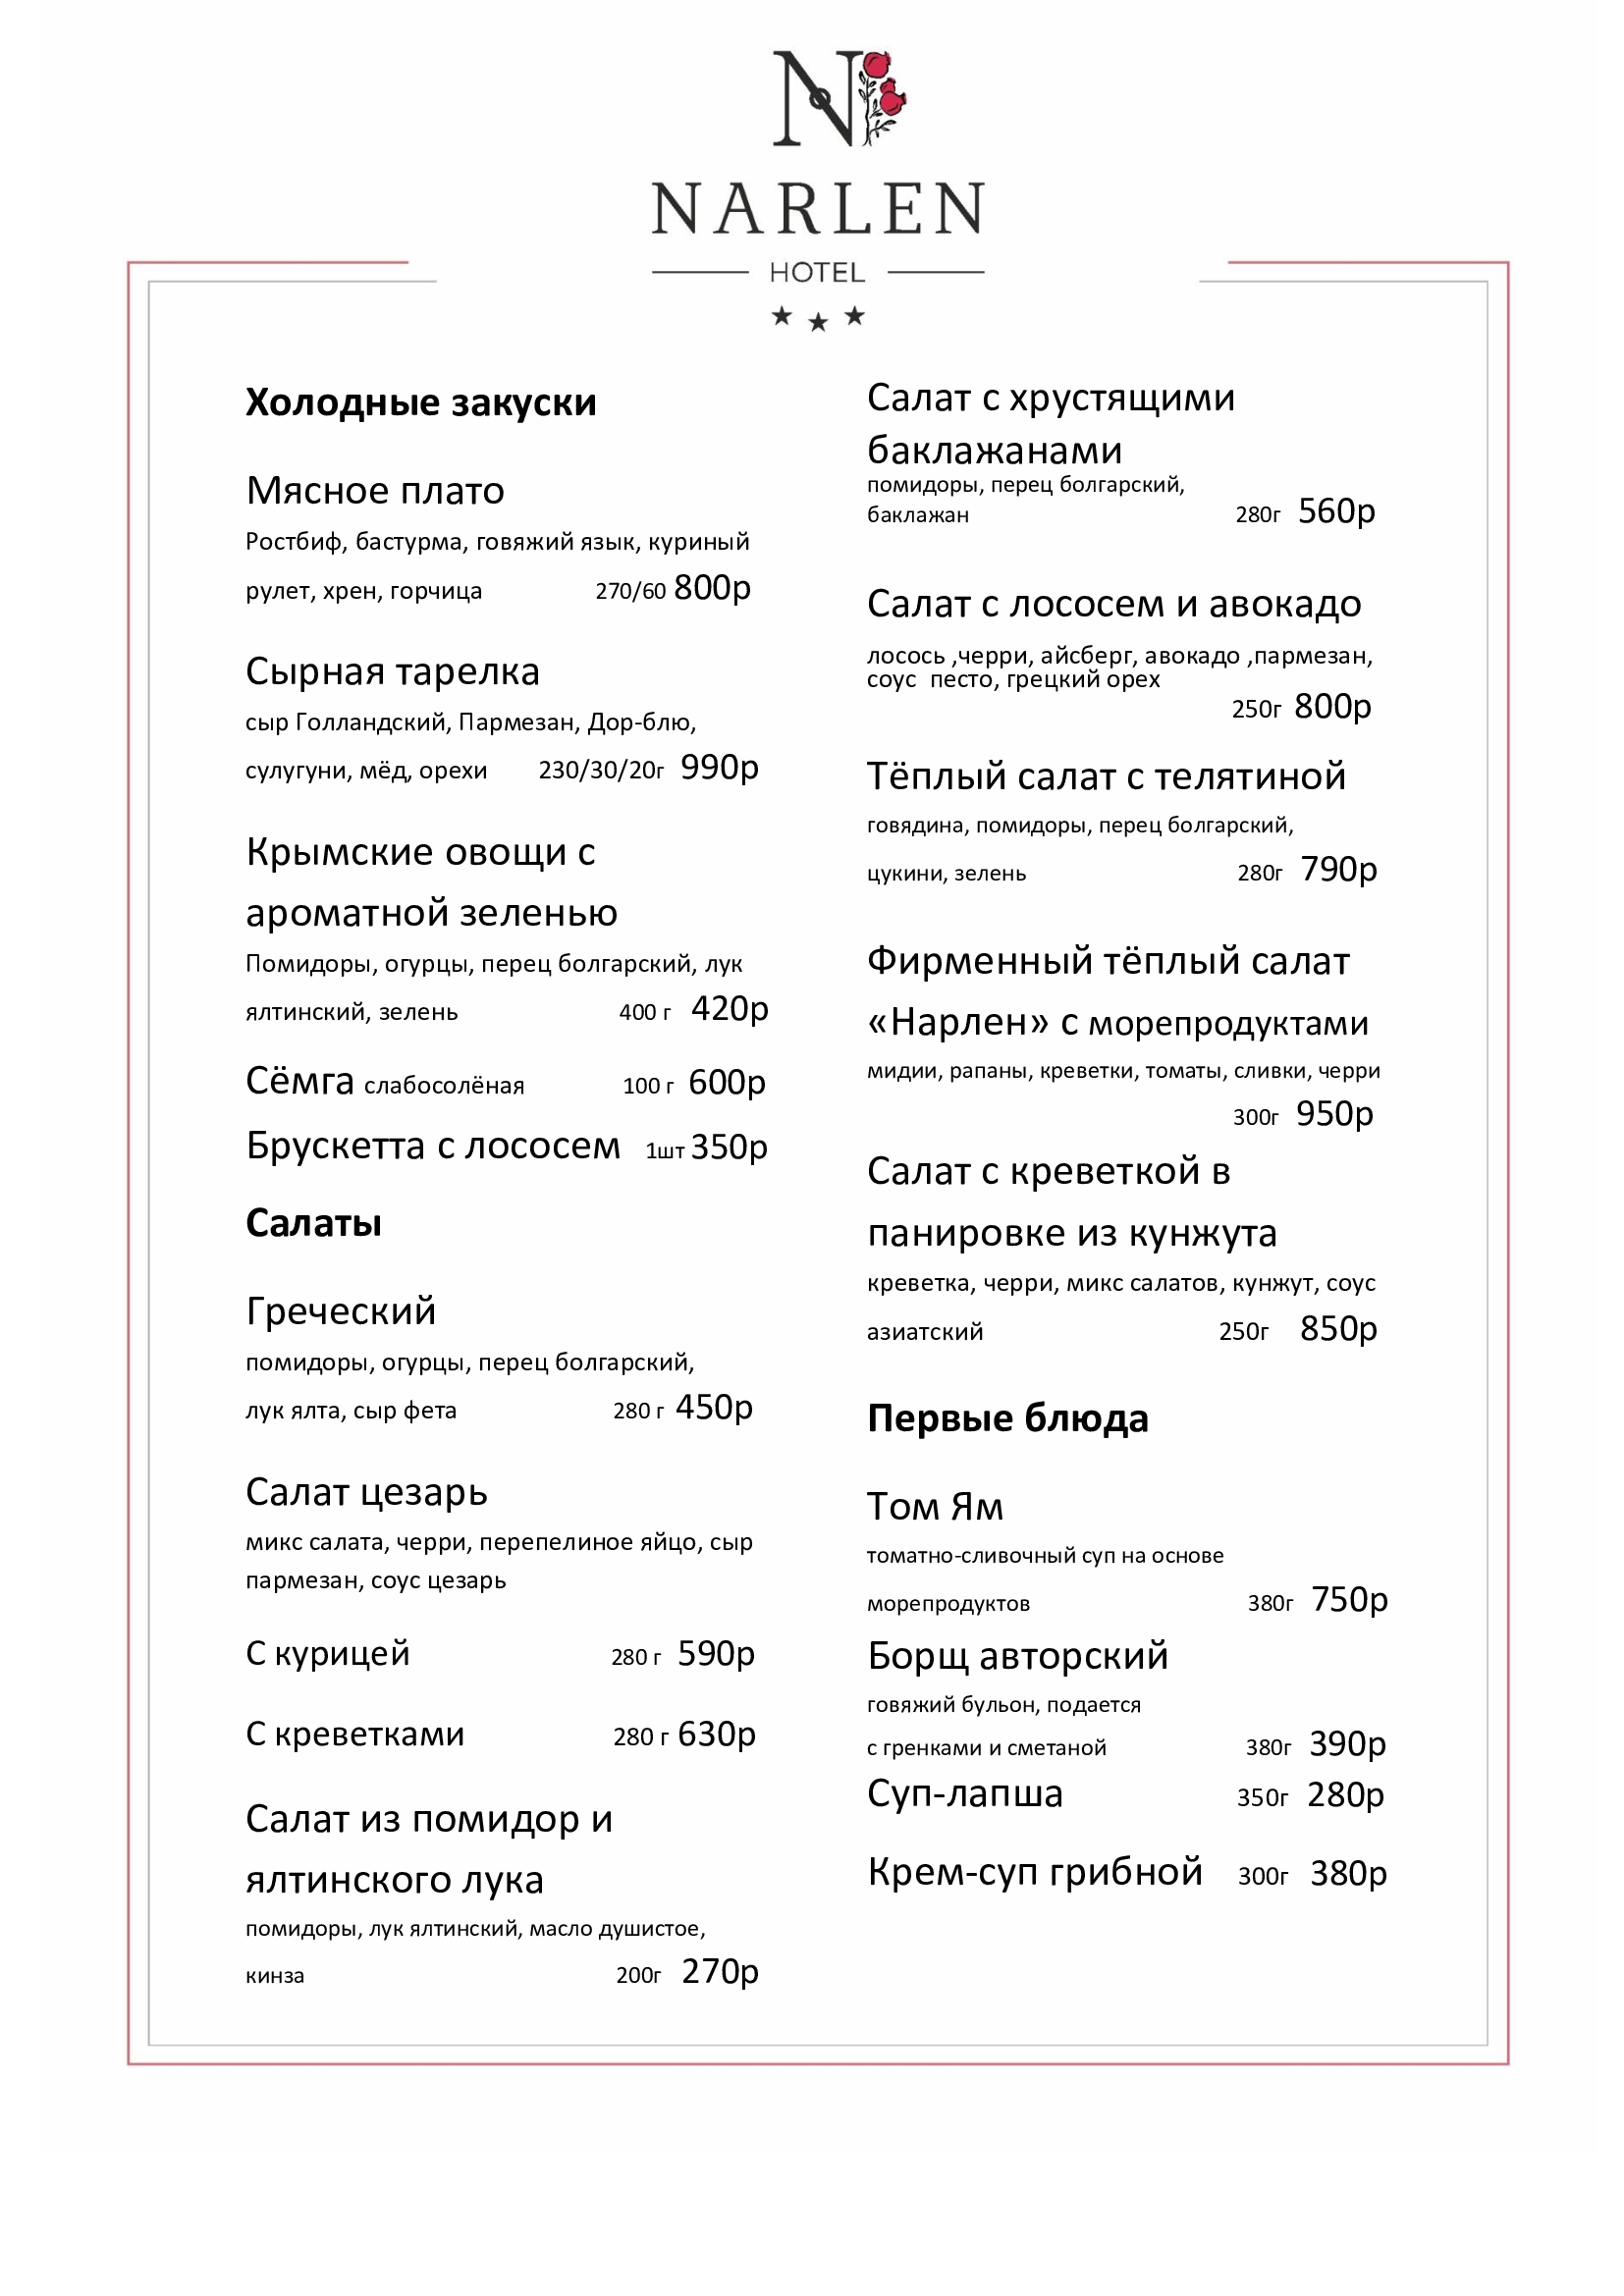 N
NARLEN
HOTEL
Холодные закуски
Мясное плато
Ростбиф, бастурма, говяжий язык, куриный
рулет, хрен, горчица 270/60 800р
Сырная тарелка
сыр Голландский, Пармезан, Дор-блю,
сулугуни, мёд, орехи 230/30/20г 990р
Крымские овощи с
ароматной зеленью
Помидоры, огурцы, перец болгарский, лук
ялтинский, зелень 400 г 420р
Сёмга слабосолёная 100 г 600р
Брускетта с лососем 1шт 350р
Салаты
Греческий
помидоры, огурцы, перец болгарский,
лук ялта, сыр фета 280 г 450р
Салат цезарь
микс салата, черри, перепелиное яйцо, сыр
пармезан, соус цезарь
С курицей 280 г 590р
С креветками 280 г 630р
Салат из помидор и
ялтинского лука
помидоры, лук ялтинский, масло душистое,
кинза 200г 270р
Салат с хрустящими
баклажанами
помидоры, перец болгарский,
баклажан 280г 560р
Салат с лососем и авокадо
лосось ,черри, айсберг, авокадо ,пармезан,
соус песто, грецкий орех
250г 800р
Тёплый салат с телятиной
говядина, помидоры, перец болгарский,
цукини, зелень 280г 790р
Фирменный тёплый салат
«Нарлен» с морепродуктами
мидии, рапаны, креветки, томаты, сливки, черри
300г 950р
Салат с креветкой в
панировке из кунжута
креветка, черри, микс салатов, кунжут, соус
азиатский 250г 850р
Первые блюда
Том Ям
томатно-сливочный суп на основе
морепродуктов 380г 750р
Борщ авторский
говяжий бульон, подается
с гренками и сметаной 380г 390р
Суп-лапша 350г 280р
Крем-суп грибной 300г 380р